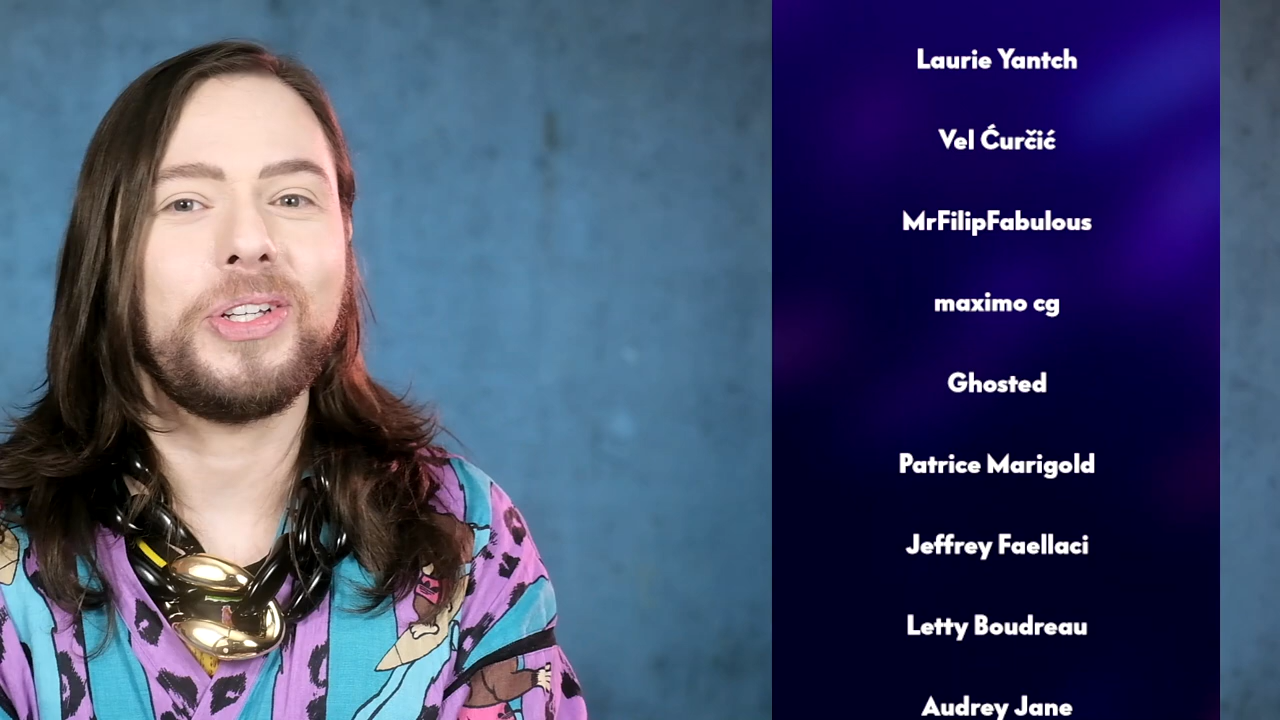 Laurie Yantch
Vel Ćurčić
MrFilipFabulous
maximo cg
Ghosted
Patrice Marigold
Jeffrey Faellaci
Letty Boudreau
Audrey Jane